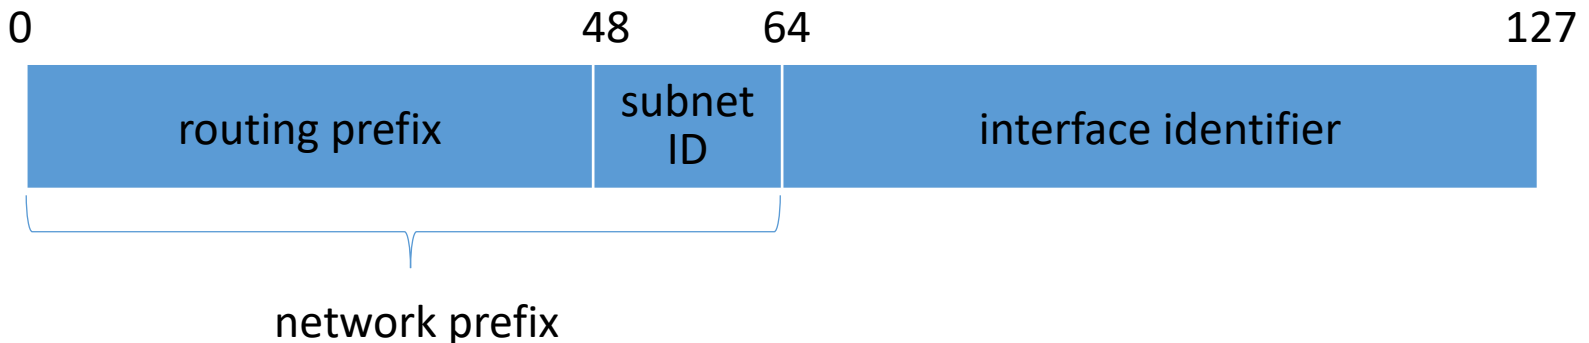 0 48 64 127
routing prefix
subnet
ID
interface identifier
network prefix